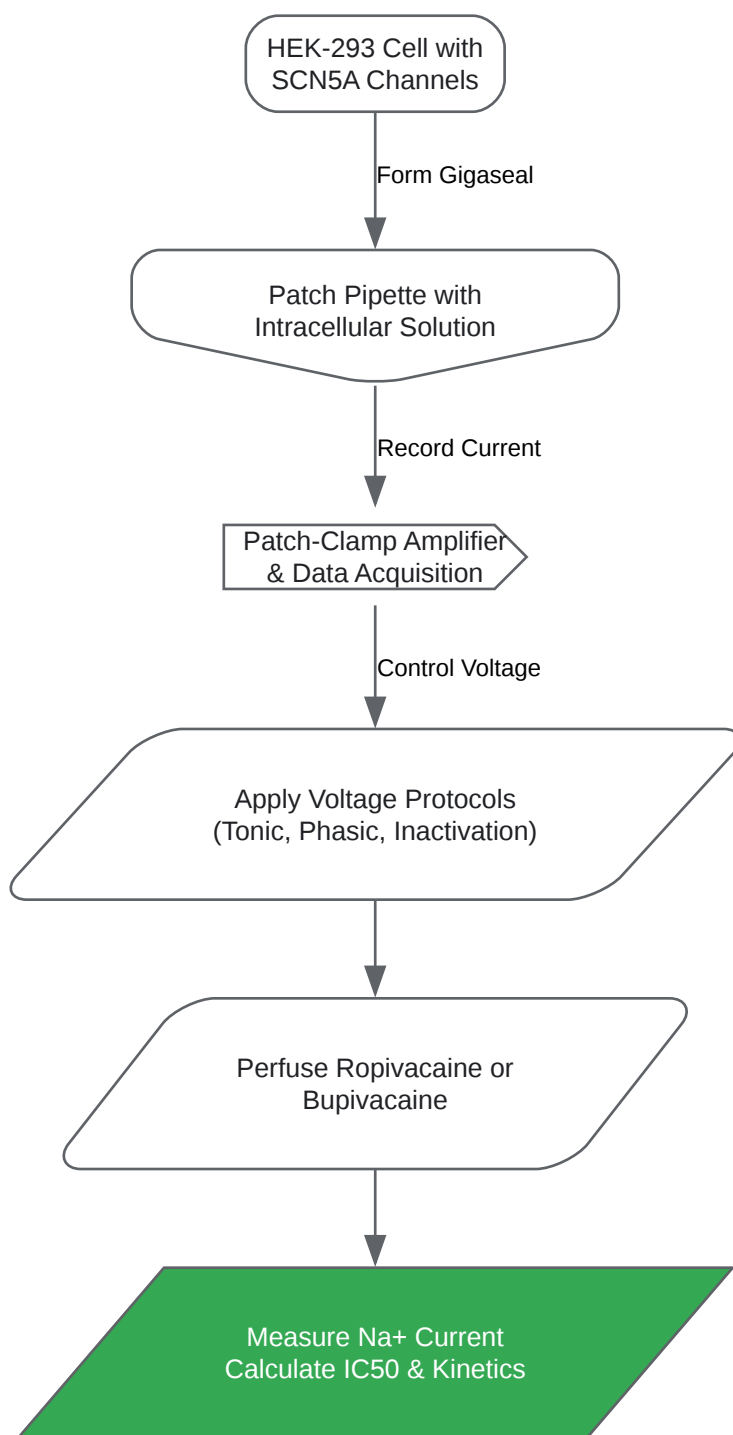 HEK-293 Cell with
SCN5A Channels
Form Gigaseal
Patch Pipette with
Intracellular Solution
Record Current
Patch-Clamp Amplifier
& Data Acquisition
Control Voltage
Apply Voltage Protocols
(Tonic, Phasic, Inactivation)
Perfuse Ropivacaine or
Bupivacaine
Measure Na+ Current
Calculate IC50 & Kinetics